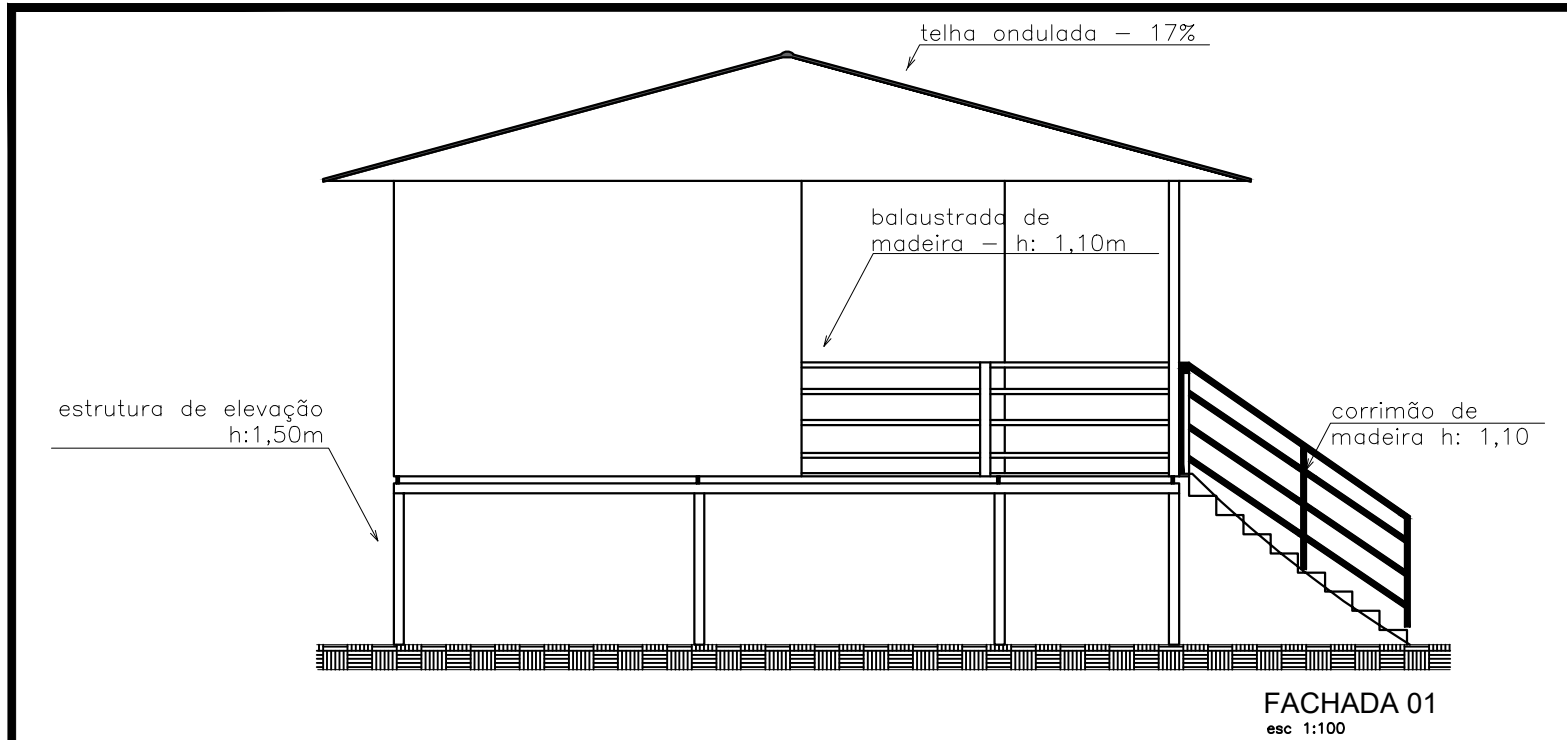 telha ondulada – 17%
balaustrada de
madeira – h: 1,10m
estrutura de elevação
h:1,50m
corrimão de
madeira h: 1,10
FACHADA 01
esc 1:100